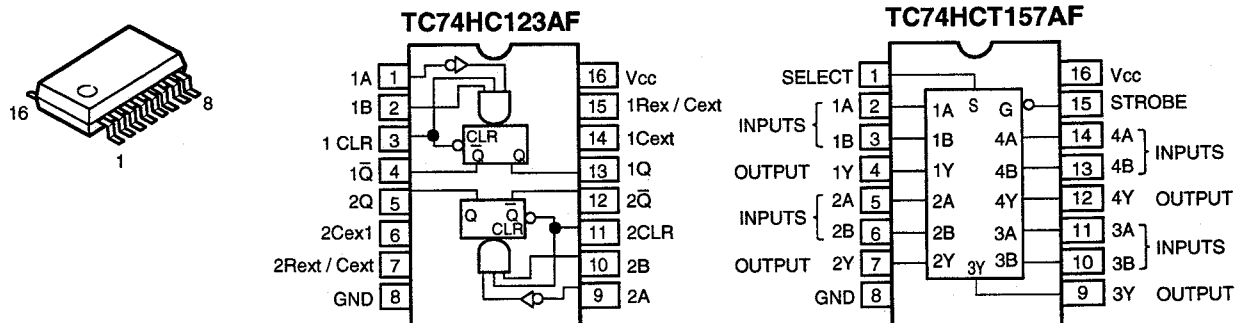 16
8
1
TC74HC123AF
1A 1
1B 2
1 CLR 3
1Q̅ 4
2Q 5
2Cex1 6
2Rext / Cext 7
GND 8
16 Vcc
15 1Rex / Cext
14 1Cext
13 1Q
12 2Q̅
11 2CLR
10 2B
9 2A
CLR
Q̅ Q
Q Q̅
CLR
TC74HCT157AF
SELECT 1
INPUTS
1A 2
1B 3
OUTPUT 1Y 4
INPUTS
2A 5
2B 6
OUTPUT 2Y 7
GND 8
S
1A G
1B 4A
1Y 4B
2A 4Y
2B 3A
2Y 3Y 3B
16 Vcc
15 STROBE
14 4A
13 4B
INPUTS
12 4Y OUTPUT
11 3A
10 3B
INPUTS
9 3Y OUTPUT